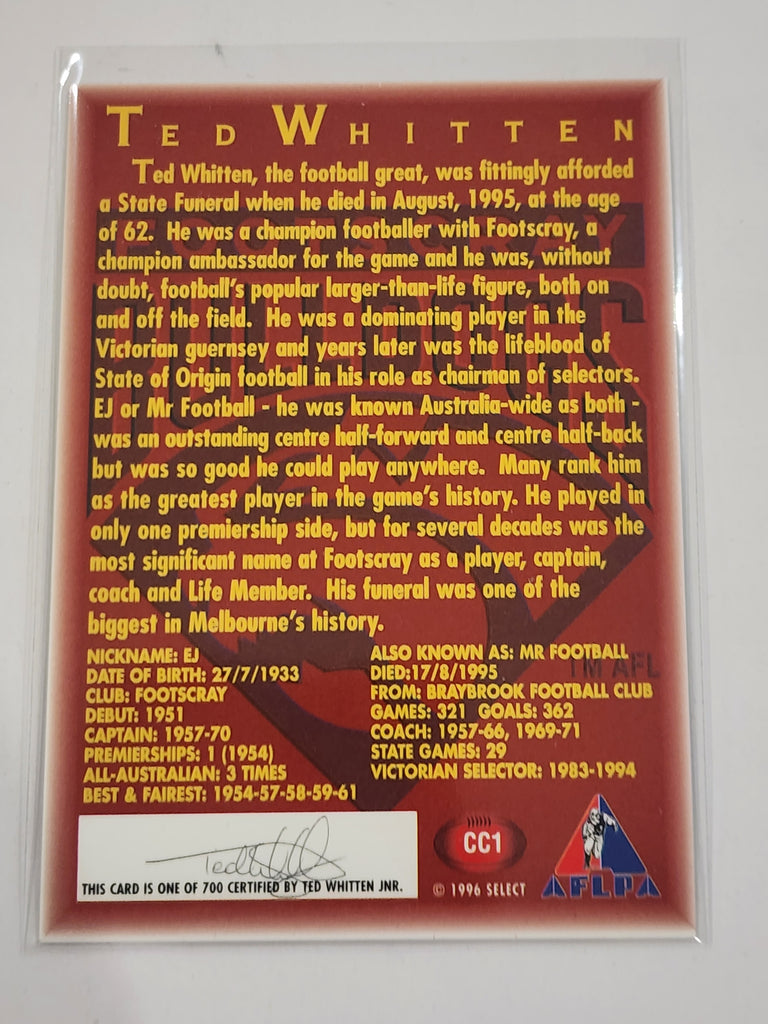 TED WHITTEN
Ted Whitten, the football great, was fittingly afforded
a State Funeral when he died in August, 1995, at the age
of 62. He was a champion footballer with Footscray, a
champion ambassador for the game and he was, without
doubt, football's popular larger-than-life figure, both on
and off the field. He was a dominating player in the
Victorian guernsey and years later was the lifeblood of
State of Origin football in his role as chairman of selectors.
EJ or Mr Football - he was known Australia-wide as both -
was an outstanding centre half-forward and centre half-back
but was so good he could play anywhere. Many rank him
as the greatest player in the game's history. He played in
only one premiership side, but for several decades was the
most significant name at Footscray as a player, captain,
coach and Life Member. His funeral was one of the
biggest in Melbourne's history.
FOOTSCRAY
BULLDOGS
TM AFL
NICKNAME: EJ
DATE OF BIRTH: 27/7/1933
CLUB: FOOTSCRAY
DEBUT: 1951
CAPTAIN: 1957-70
PREMIERSHIPS: 1 (1954)
ALL-AUSTRALIAN: 3 TIMES
BEST & FAIREST: 1954-57-58-59-61
ALSO KNOWN AS: MR FOOTBALL
DIED:17/8/1995
FROM: BRAYBROOK FOOTBALL CLUB
GAMES: 321 GOALS: 362
COACH: 1957-66, 1969-71
STATE GAMES: 29
VICTORIAN SELECTOR: 1983-1994
Ted Whitten
THIS CARD IS ONE OF 700 CERTIFIED BY TED WHITTEN JNR.
CC1
© 1996 SELECT
AFLPA